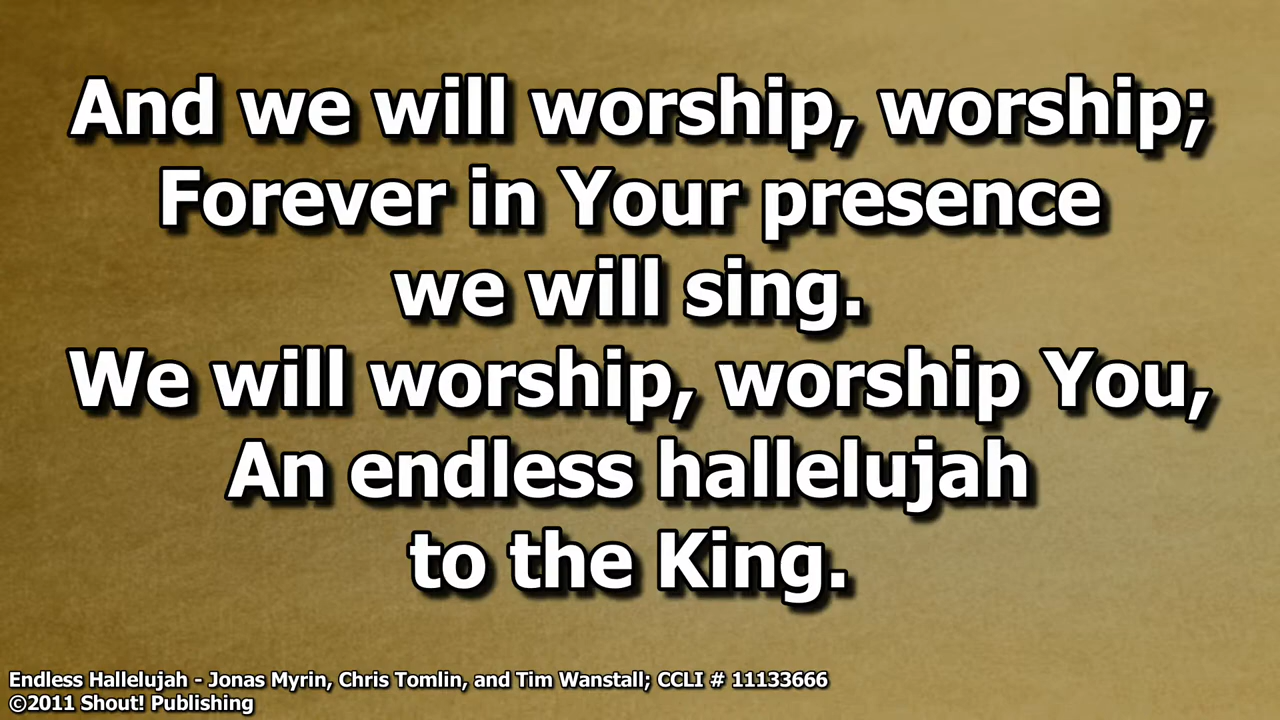 And we will worship, worship;
Forever in Your presence
we will sing.
We will worship, worship You,
An endless hallelujah
to the King.
Endless Hallelujah - Jonas Myrin, Chris Tomlin, and Tim Wanstall; CCLI # 11133666
©2011 Shout! Publishing